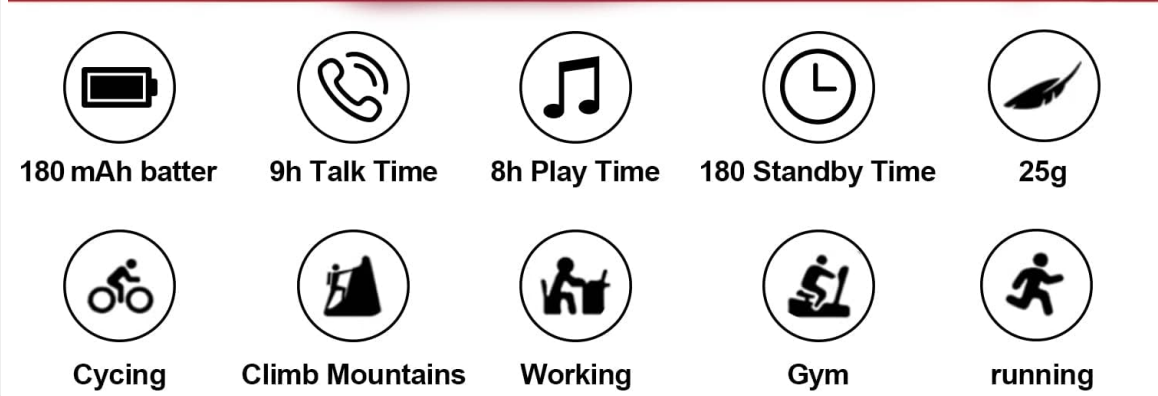 180 mAh batter
9h Talk Time
8h Play Time
180 Standby Time
25g
Cycing
Climb Mountains
Working
Gym
running